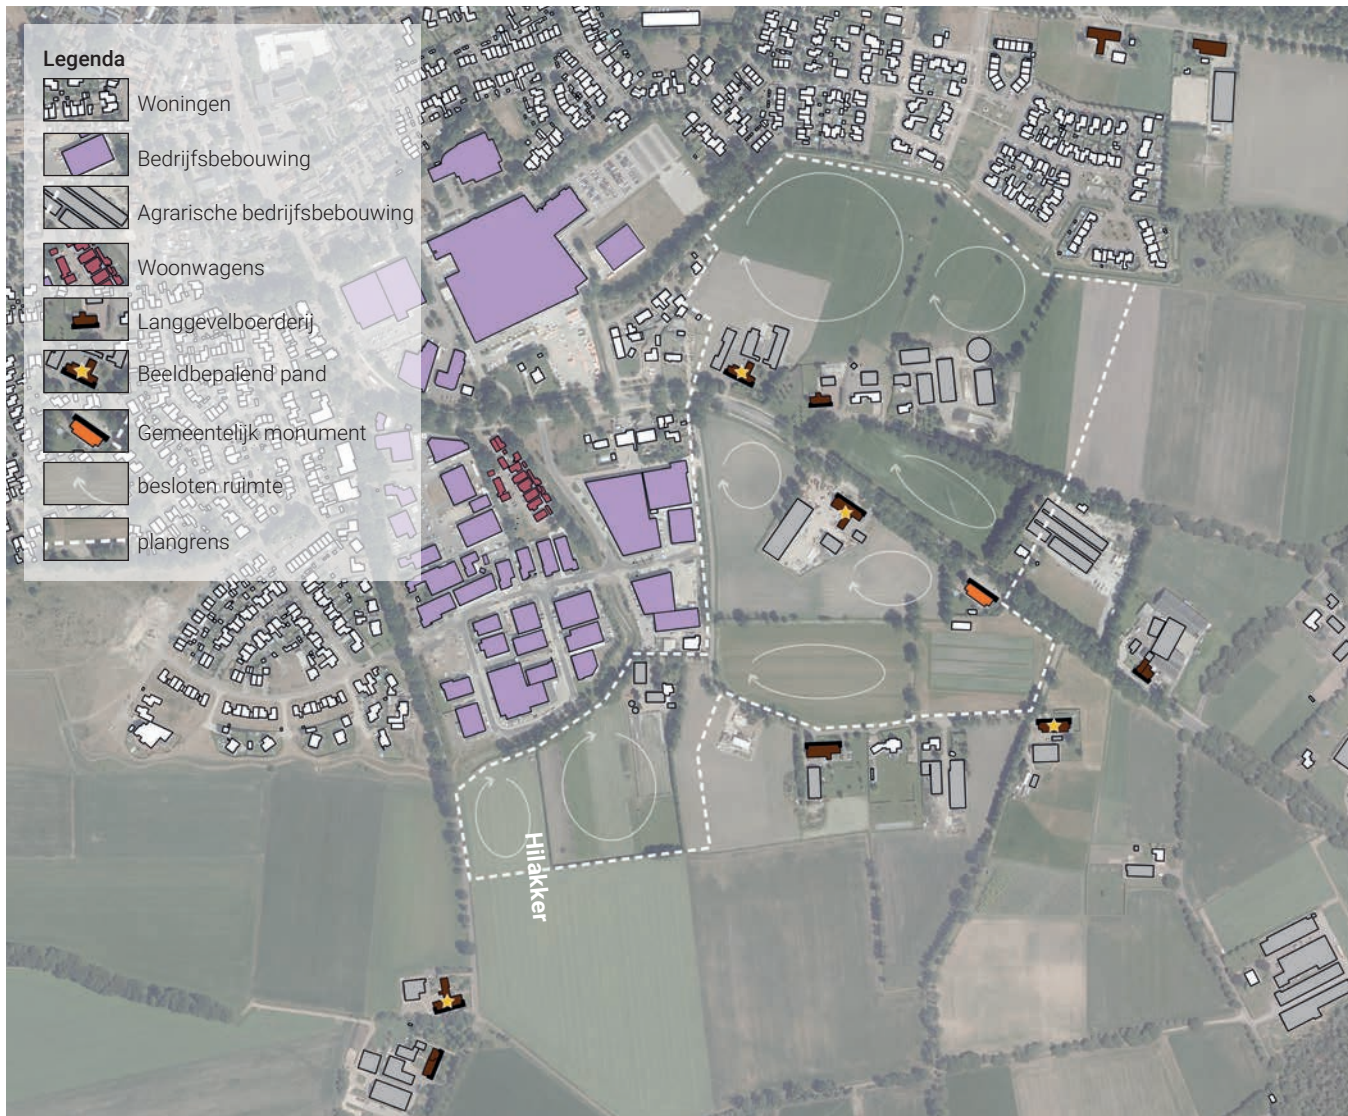 Legenda
Woningen
Bedrijfsbebouwing
Agrarische bedrijfsbebouwing
Woonwagens
Langgevelboerderij
Beeldbepalend pand
Gemeentelijk monument
besloten ruimte
plangrens
Hilakker